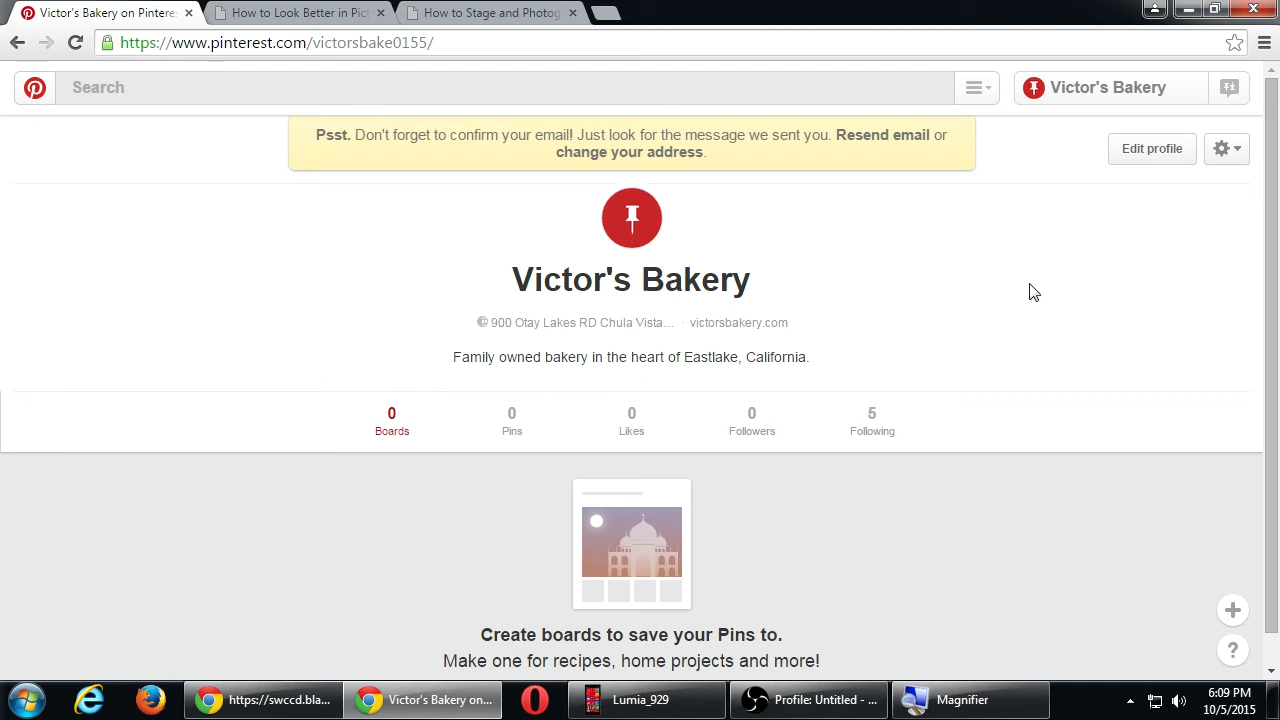 Victor's Bakery on Pinteres
How to Look Better in Pict
How to Stage and Photog
https://www.pinterest.com/victorsbake0155/
Search
Victor's Bakery
Psst. Don't forget to confirm your email! Just look for the message we sent you. Resend email or
change your address.
Edit profile
Victor's Bakery
900 Otay Lakes RD Chula Vista... · victorsbakery.com
Family owned bakery in the heart of Eastlake, California.
0 0 0 0 5
Boards Pins Likes Followers Following
Create boards to save your Pins to.
Make one for recipes, home projects and more!
?
https://swccd.bla...
Victor's Bakery on...
Lumia_929
Profile: Untitled - ...
Magnifier
6:09 PM
10/5/2015